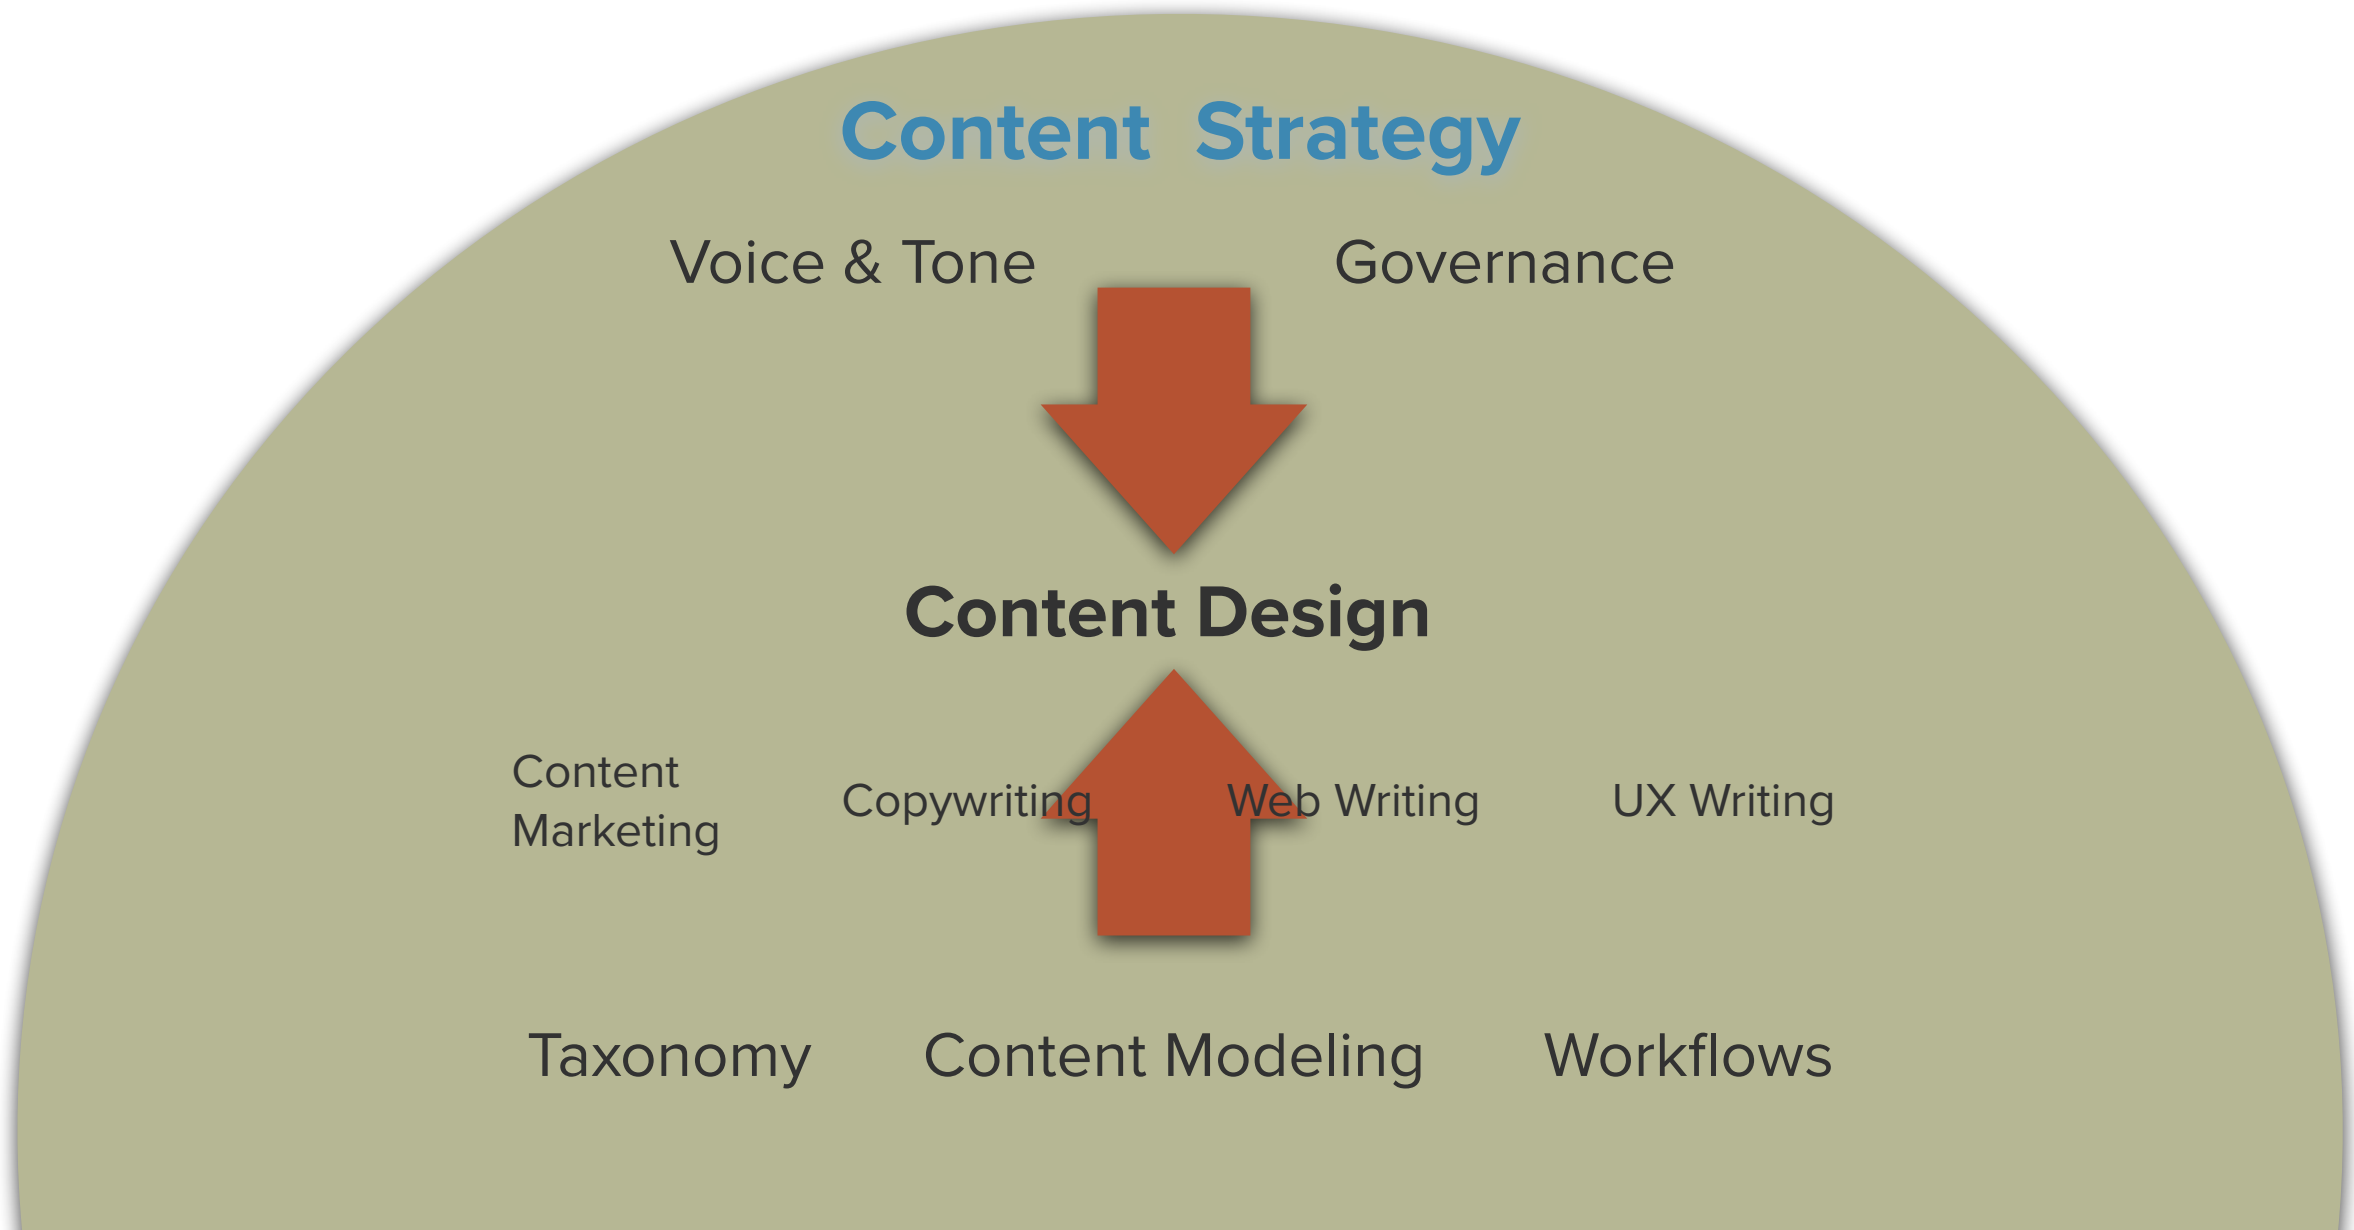 Content Strategy
Voice & Tone
Governance
Content Design
Content
Marketing
Copywriting
Web Writing
UX Writing
Taxonomy
Content Modeling
Workflows